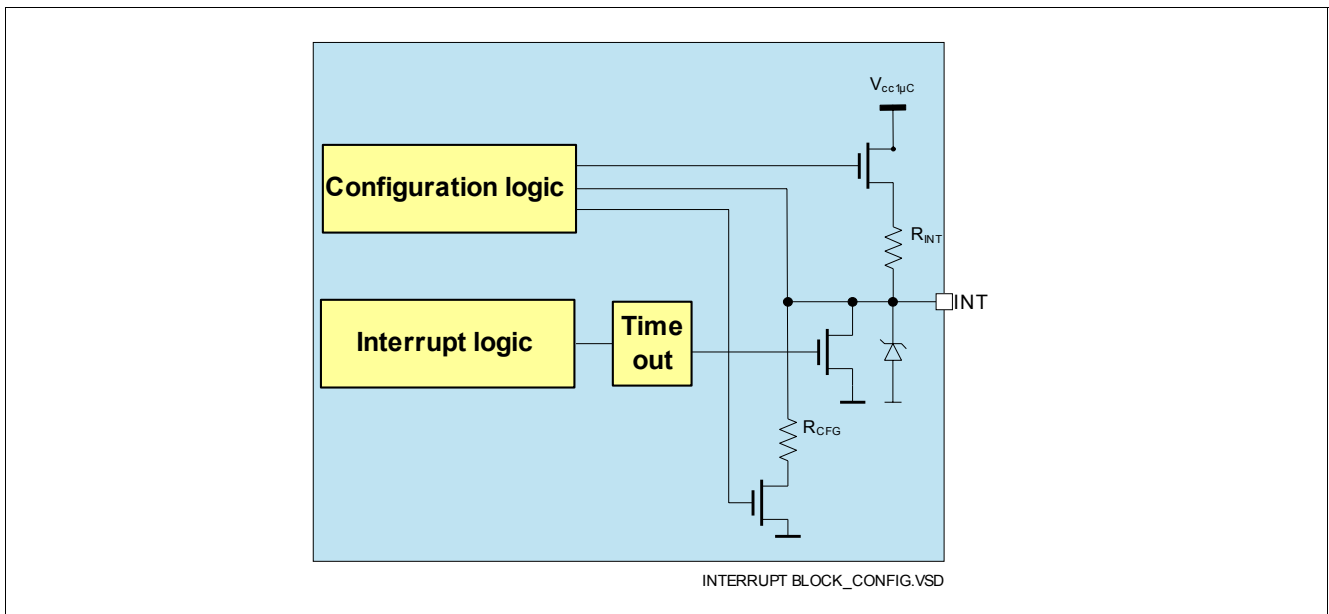 Vcc1µC
Configuration logic
RINT
INT
Interrupt logic
Time
out
RCFG
INTERRUPT BLOCK_CONFIG.VSD